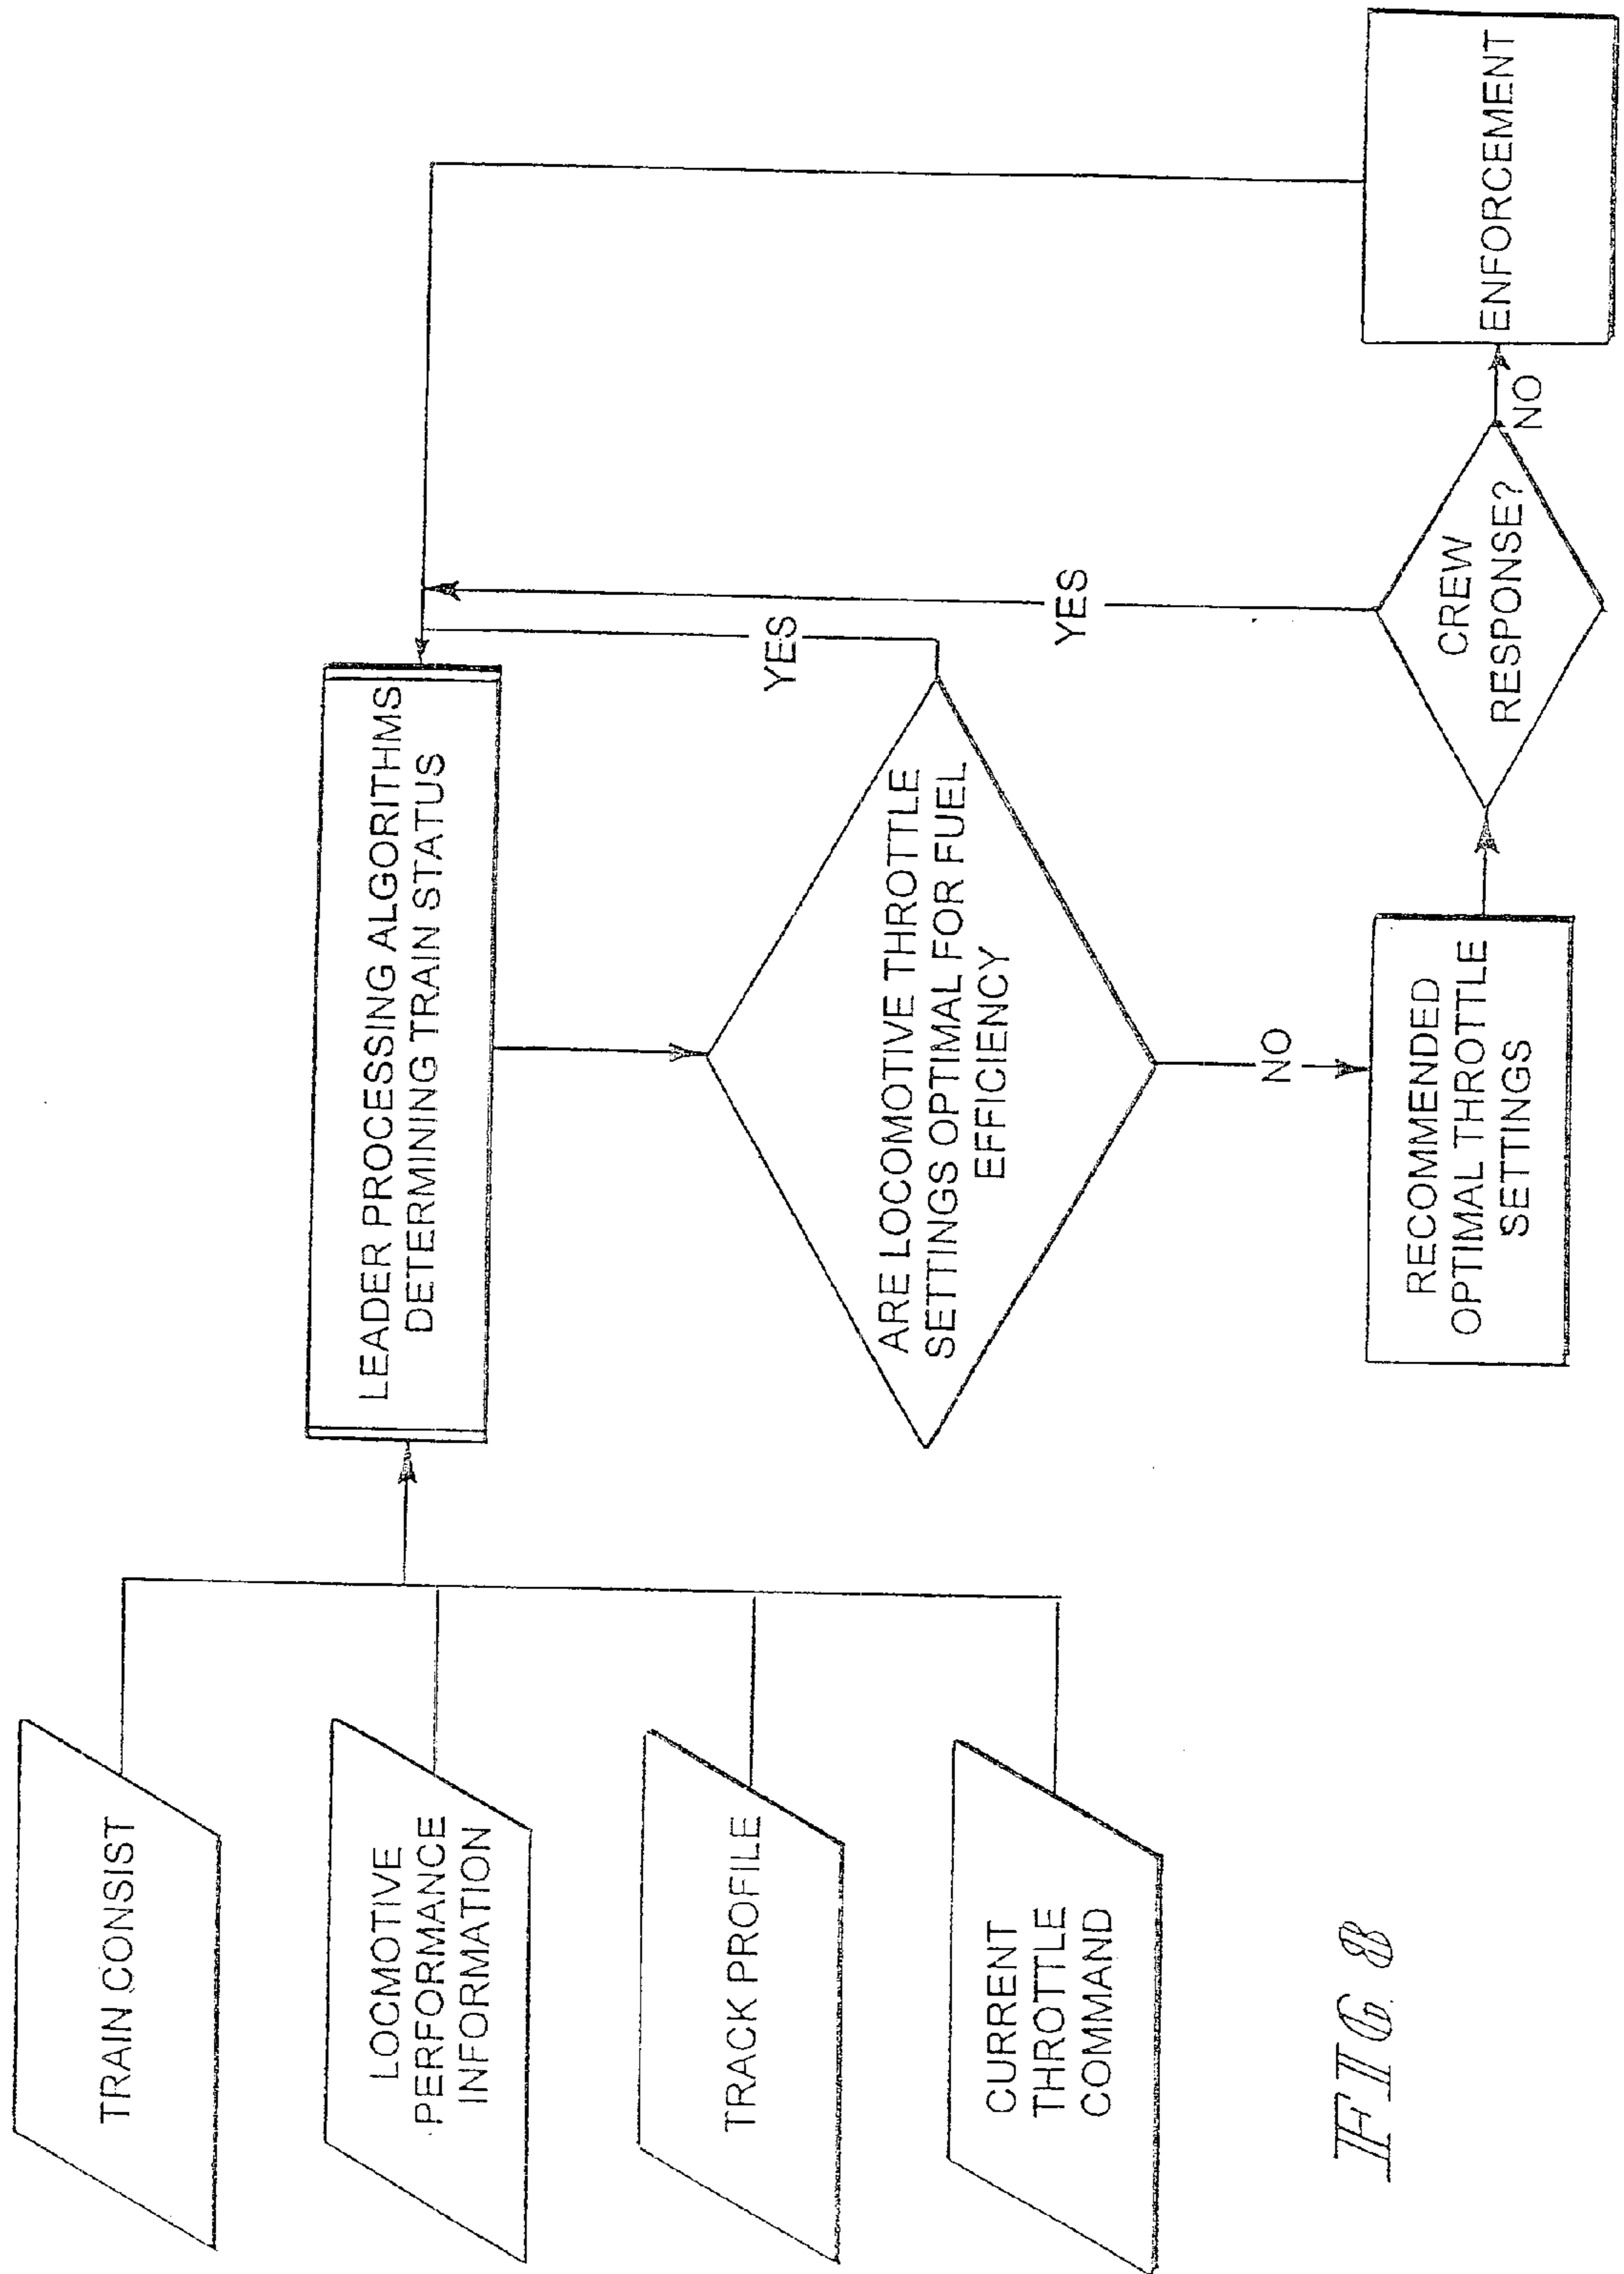 TRAIN CONSIST
LOCMOTIVE
PERFORMANCE
INFORMATION
TRACK PROFILE
CURRENT
THROTTLE
COMMAND
LEADER PROCESSING ALGORITHMS
DETERMINING TRAIN STATUS
ARE LOCOMOTIVE THROTTLE
SETTINGS OPTIMAL FOR FUEL
EFFICIENCY
YES
NO
RECOMMENDED
OPTIMAL THROTTLE
SETTINGS
CREW
RESPONSE?
YES
NO
ENFORCEMENT
FIG 8